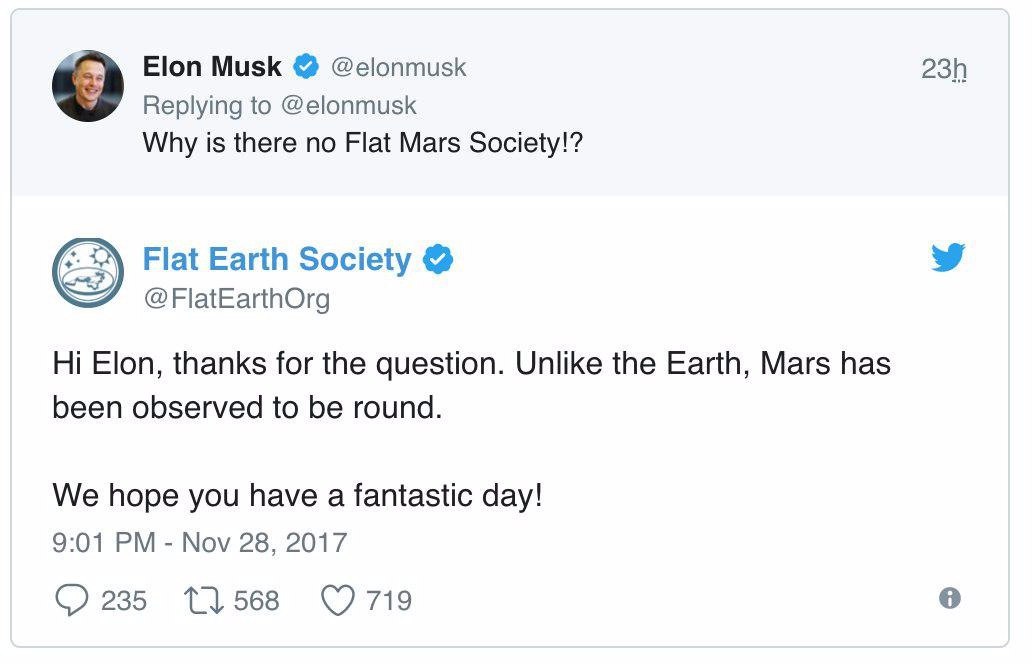 Elon Musk @elonmusk 23h
Replying to @elonmusk
Why is there no Flat Mars Society!?
Flat Earth Society
@FlatEarthOrg
Hi Elon, thanks for the question. Unlike the Earth, Mars has
been observed to be round.
We hope you have a fantastic day!
9:01 PM - Nov 28, 2017
235 568 719